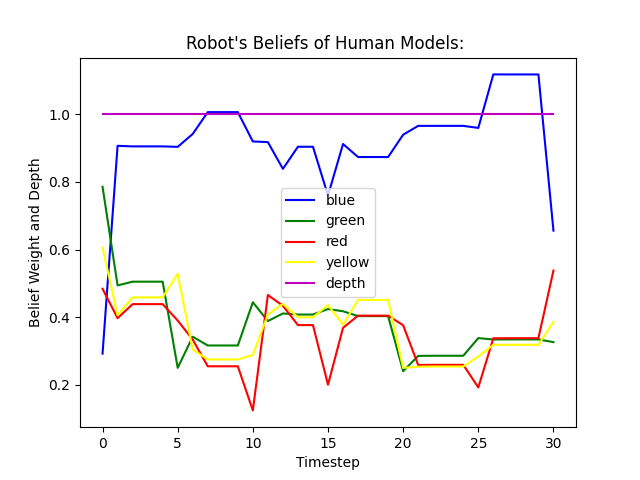 Robot's Beliefs of Human Models:
Belief Weight and Depth
1.0
0.8
0.6
0.4
0.2
blue
green
red
yellow
depth
0 5 10 15 20 25 30
Timestep